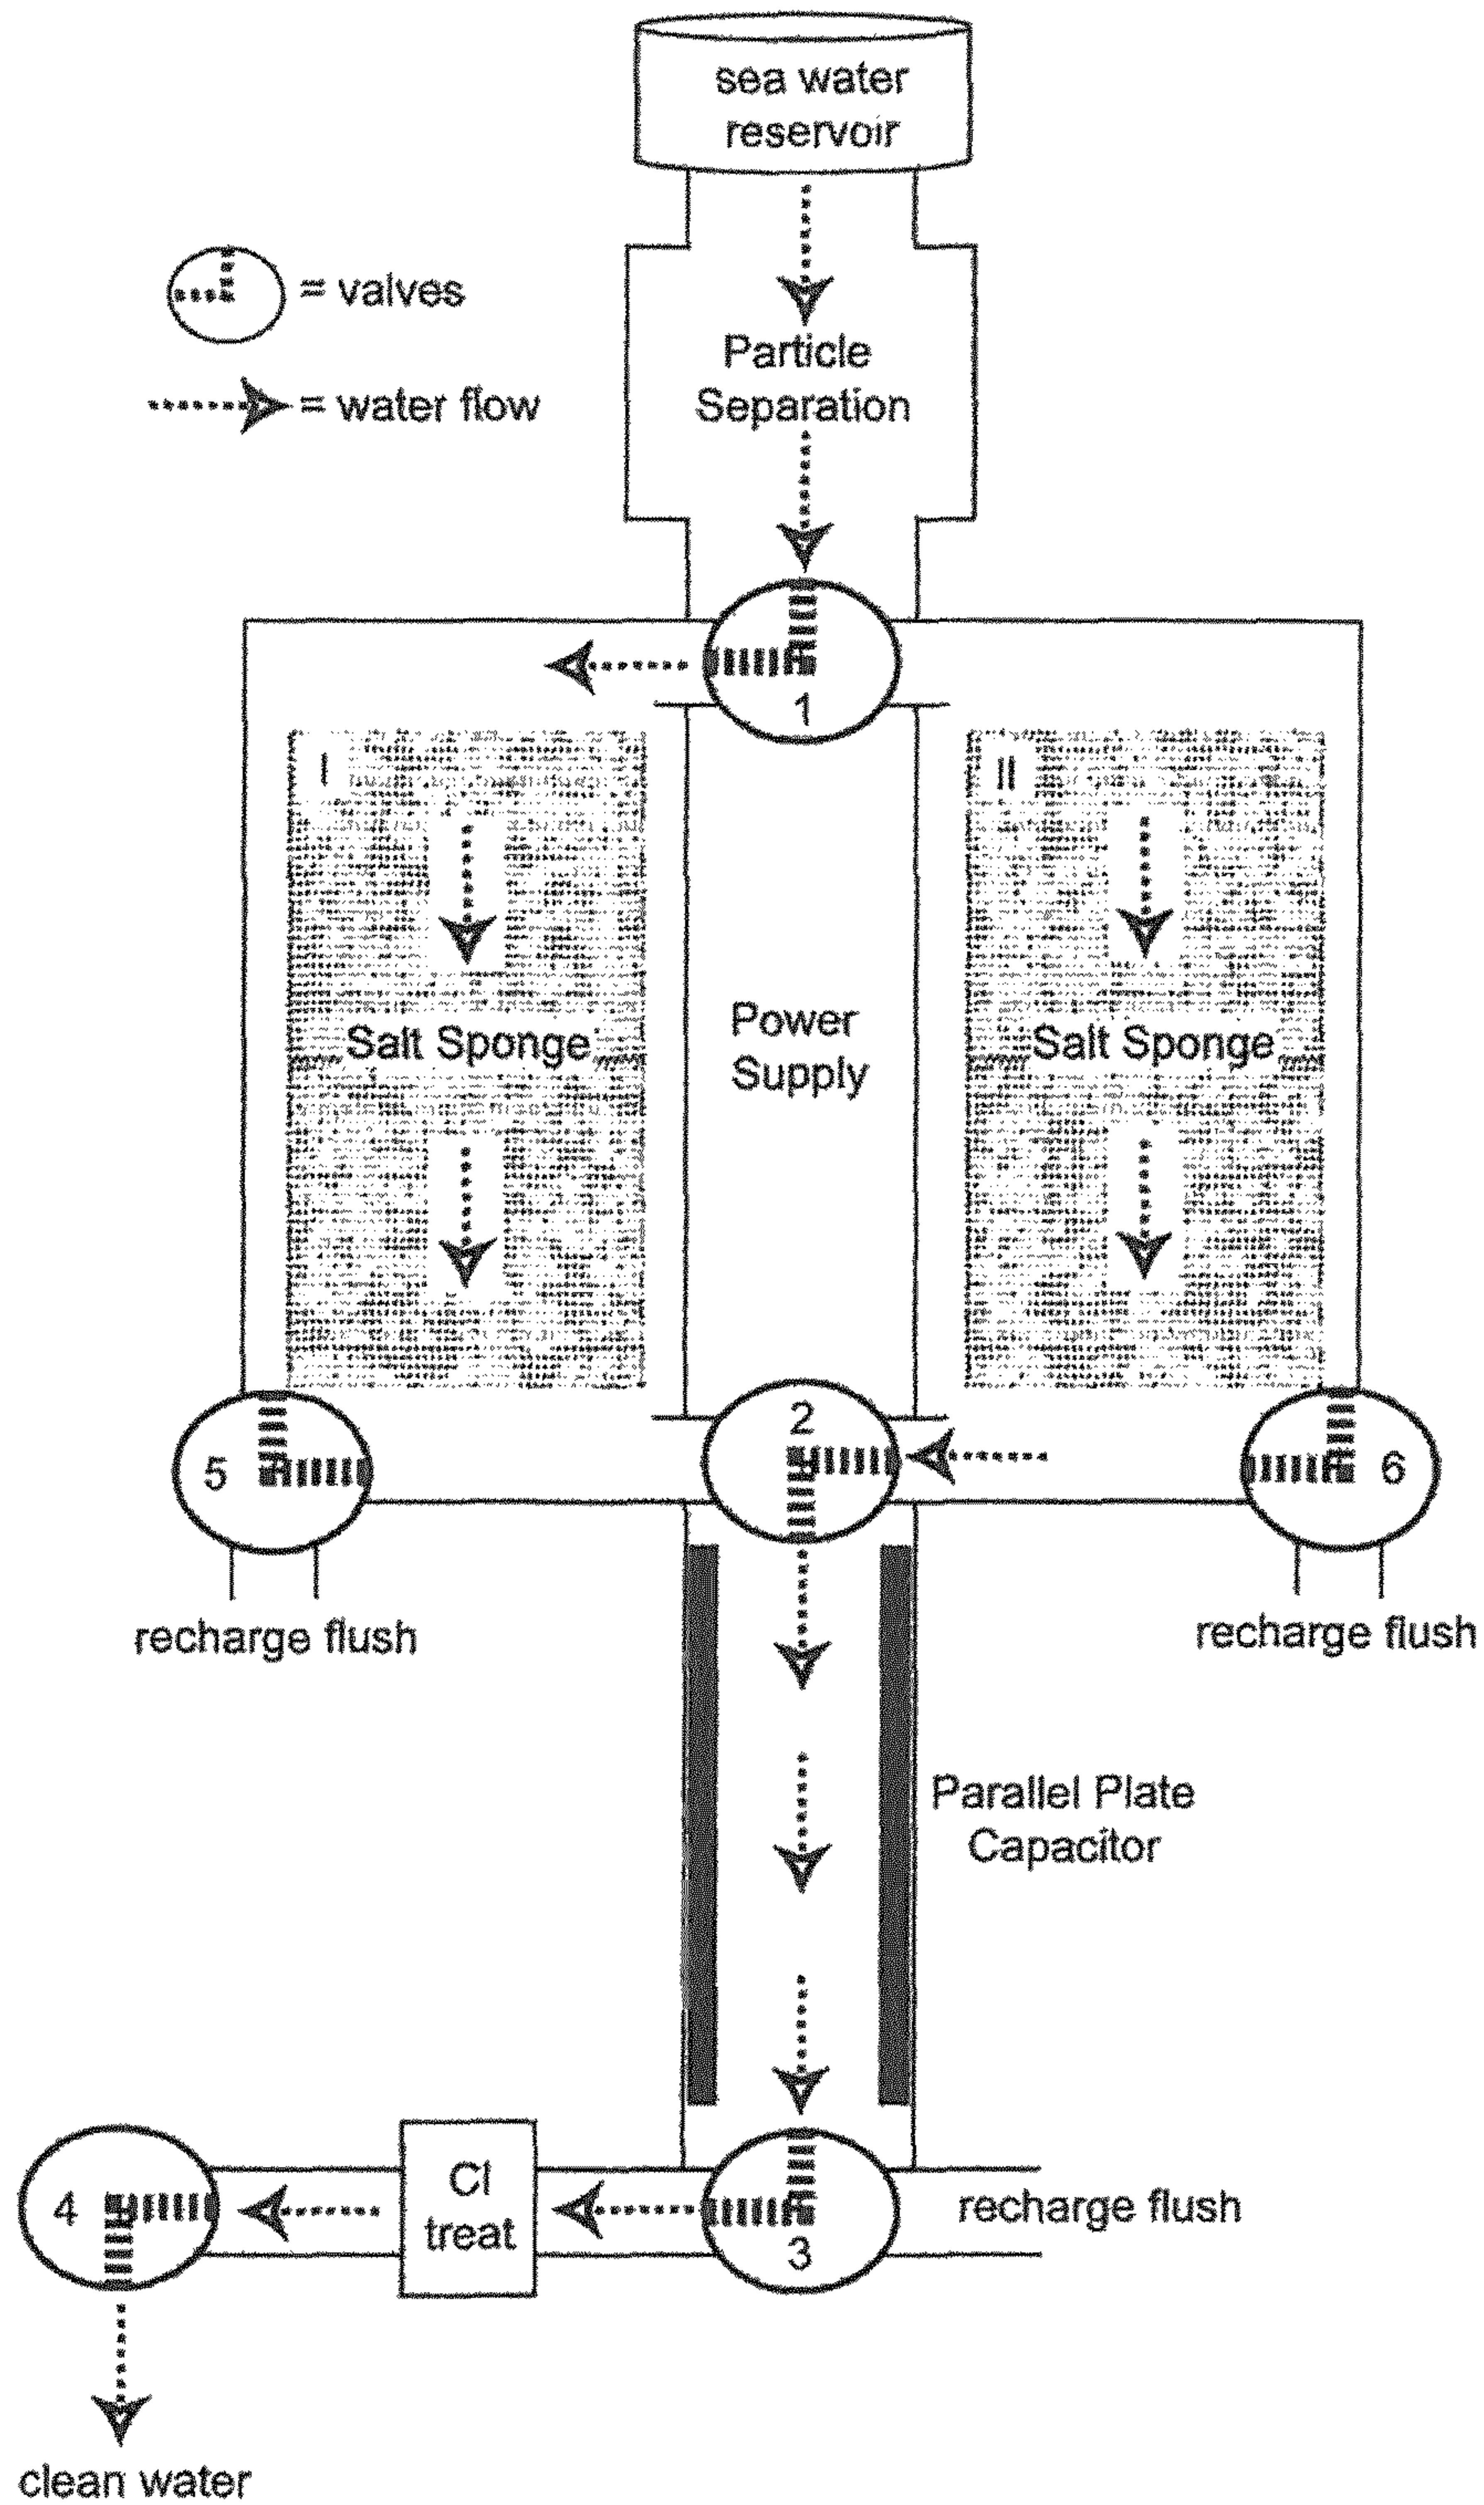 sea water
reservoir
= valves
= water flow
Particle
Separation
1
I
II
Salt Sponge
Power
Supply
Salt Sponge
2
5
6
recharge flush
recharge flush
Parallel Plate
Capacitor
Cl
treat
4
3
recharge flush
clean water